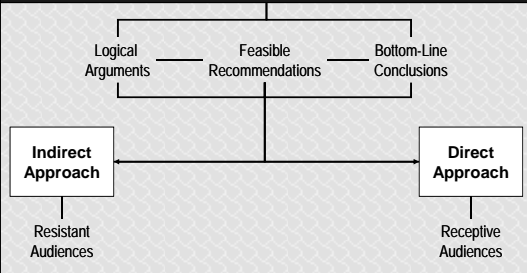 Logical
Arguments
Feasible
Recommendations
Bottom-Line
Conclusions
Indirect
Approach
Direct
Approach
Resistant
Audiences
Receptive
Audiences